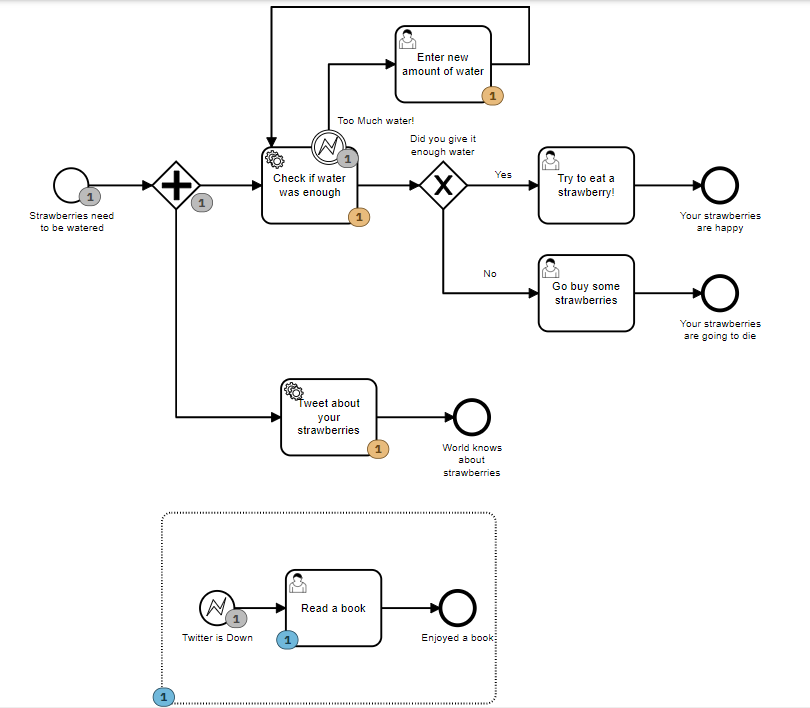 Enter new
amount of water
1
Too Much water!
1
Did you give it
enough water
Check if water
was enough
1
Yes
Try to eat a
strawberry!
1
Strawberries need
to be watered
1
Your strawberries
are happy
No
Go buy some
strawberries
Your strawberries
are going to die
Tweet about
your
strawberries
1
World knows
about
strawberries
1
Twitter is Down
Read a book
1
Enjoyed a book
1